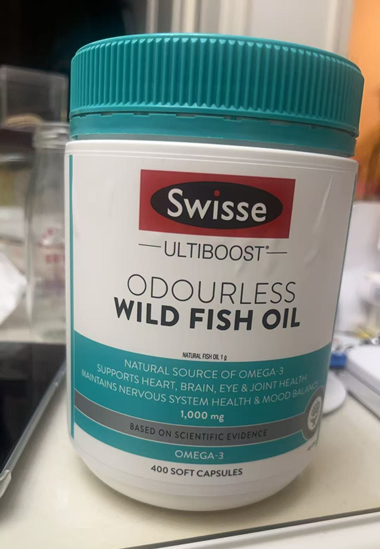 Swisse
ULTIBOOST
ODOURLESS
WILD FISH OIL
NATURAL FISH OIL 1 g
NATURAL SOURCE OF OMEGA-3
SUPPORTS HEART, BRAIN, EYE & JOINT HEALTH
MAINTAINS NERVOUS SYSTEM HEALTH & MOOD BALANCE
1,000 mg
BASED ON SCIENTIFIC EVIDENCE
OMEGA-3
400 SOFT CAPSULES